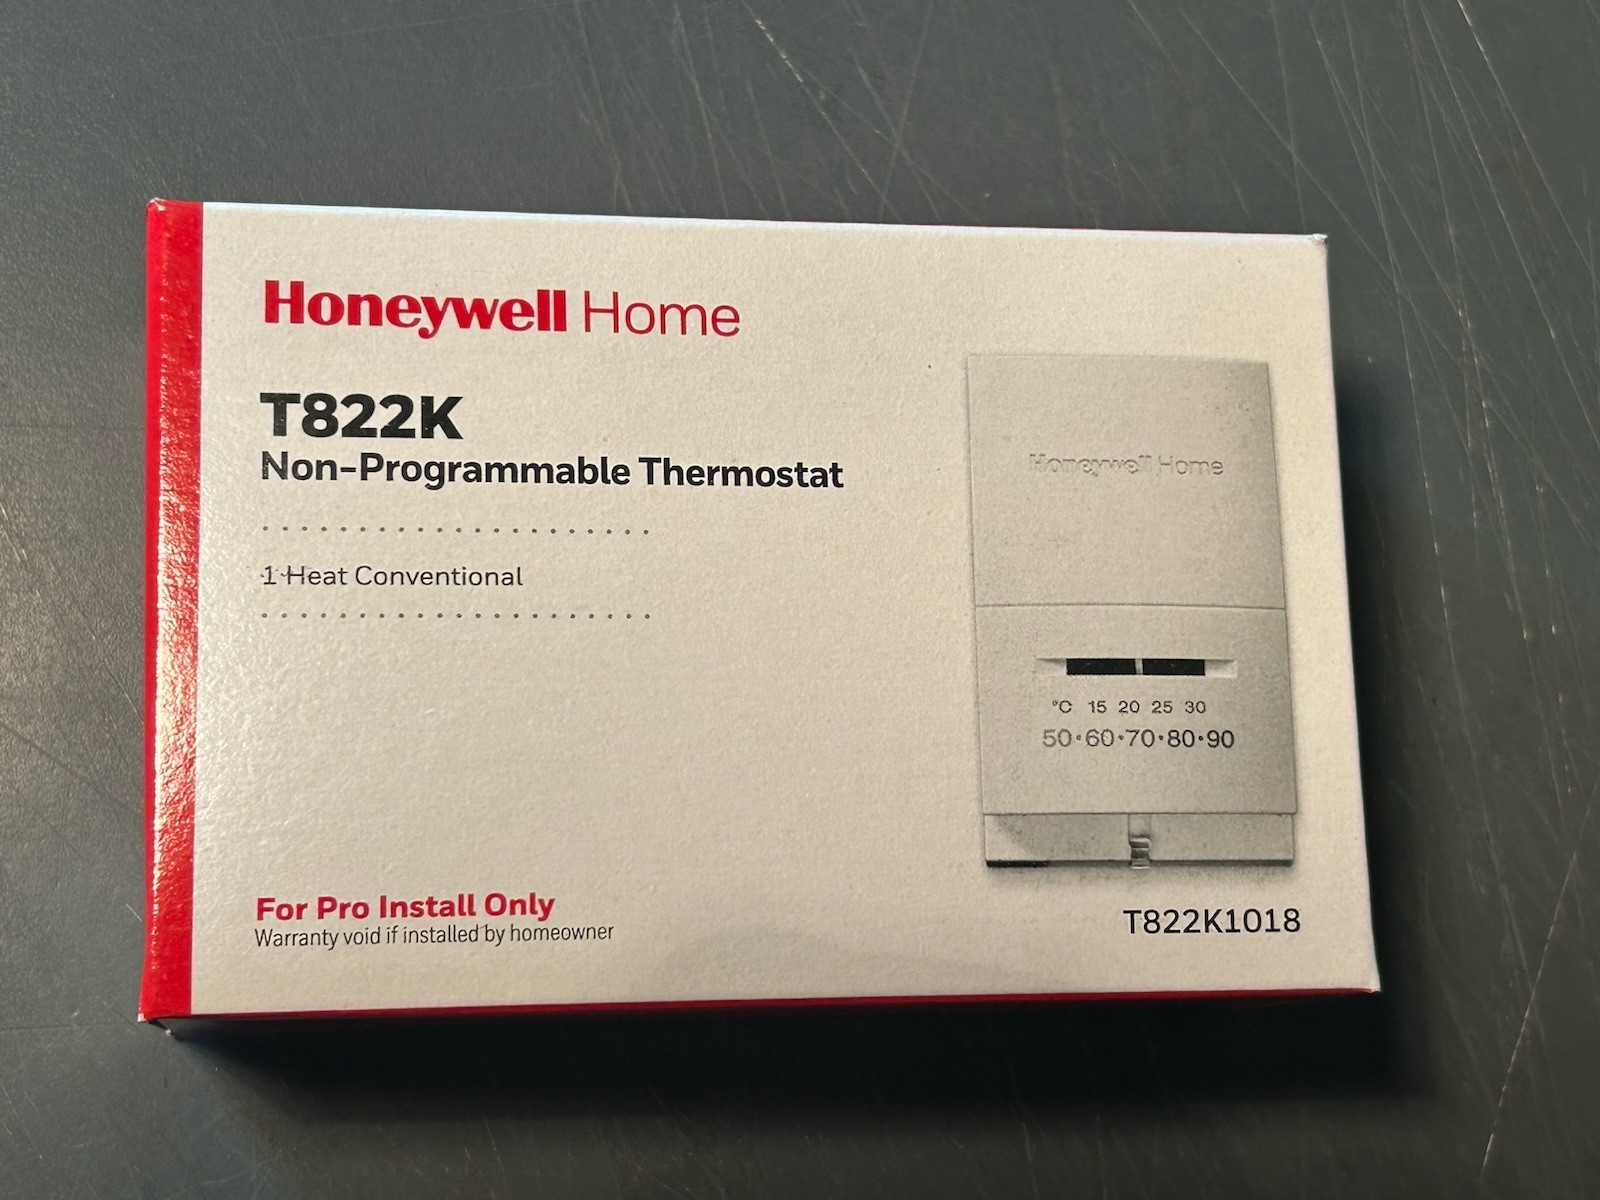 Honeywell Home
T822K
Non-Programmable Thermostat
1 Heat Conventional
For Pro Install Only
Warranty void if installed by homeowner
Honeywell Home
°C 15 20 25 30
50•60•70•80•90
T822K1018